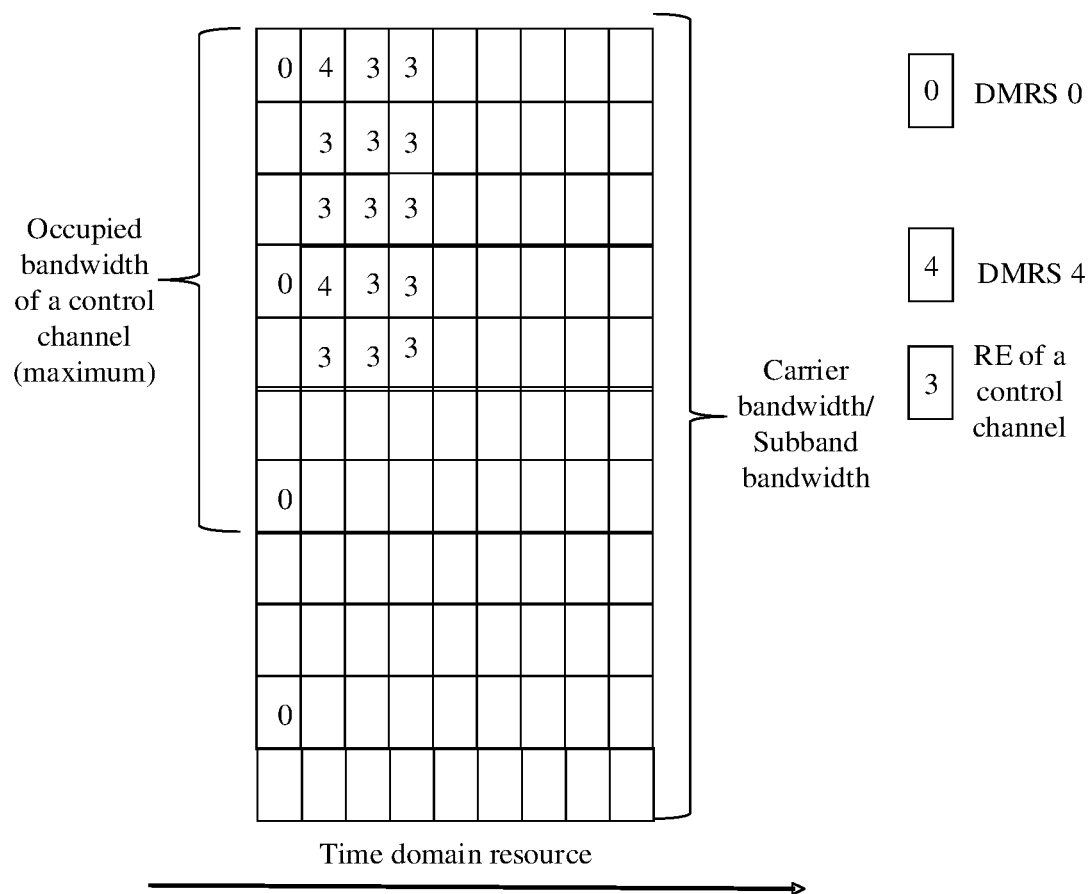 0 4 3 3
3 3 3
3 3 3
0 4 3 3
3 3 3
0
0
Occupied
bandwidth
of a control
channel
(maximum)
Carrier
bandwidth/
Subband
bandwidth
0 DMRS 0
4 DMRS 4
3 RE of a
control
channel
Time domain resource